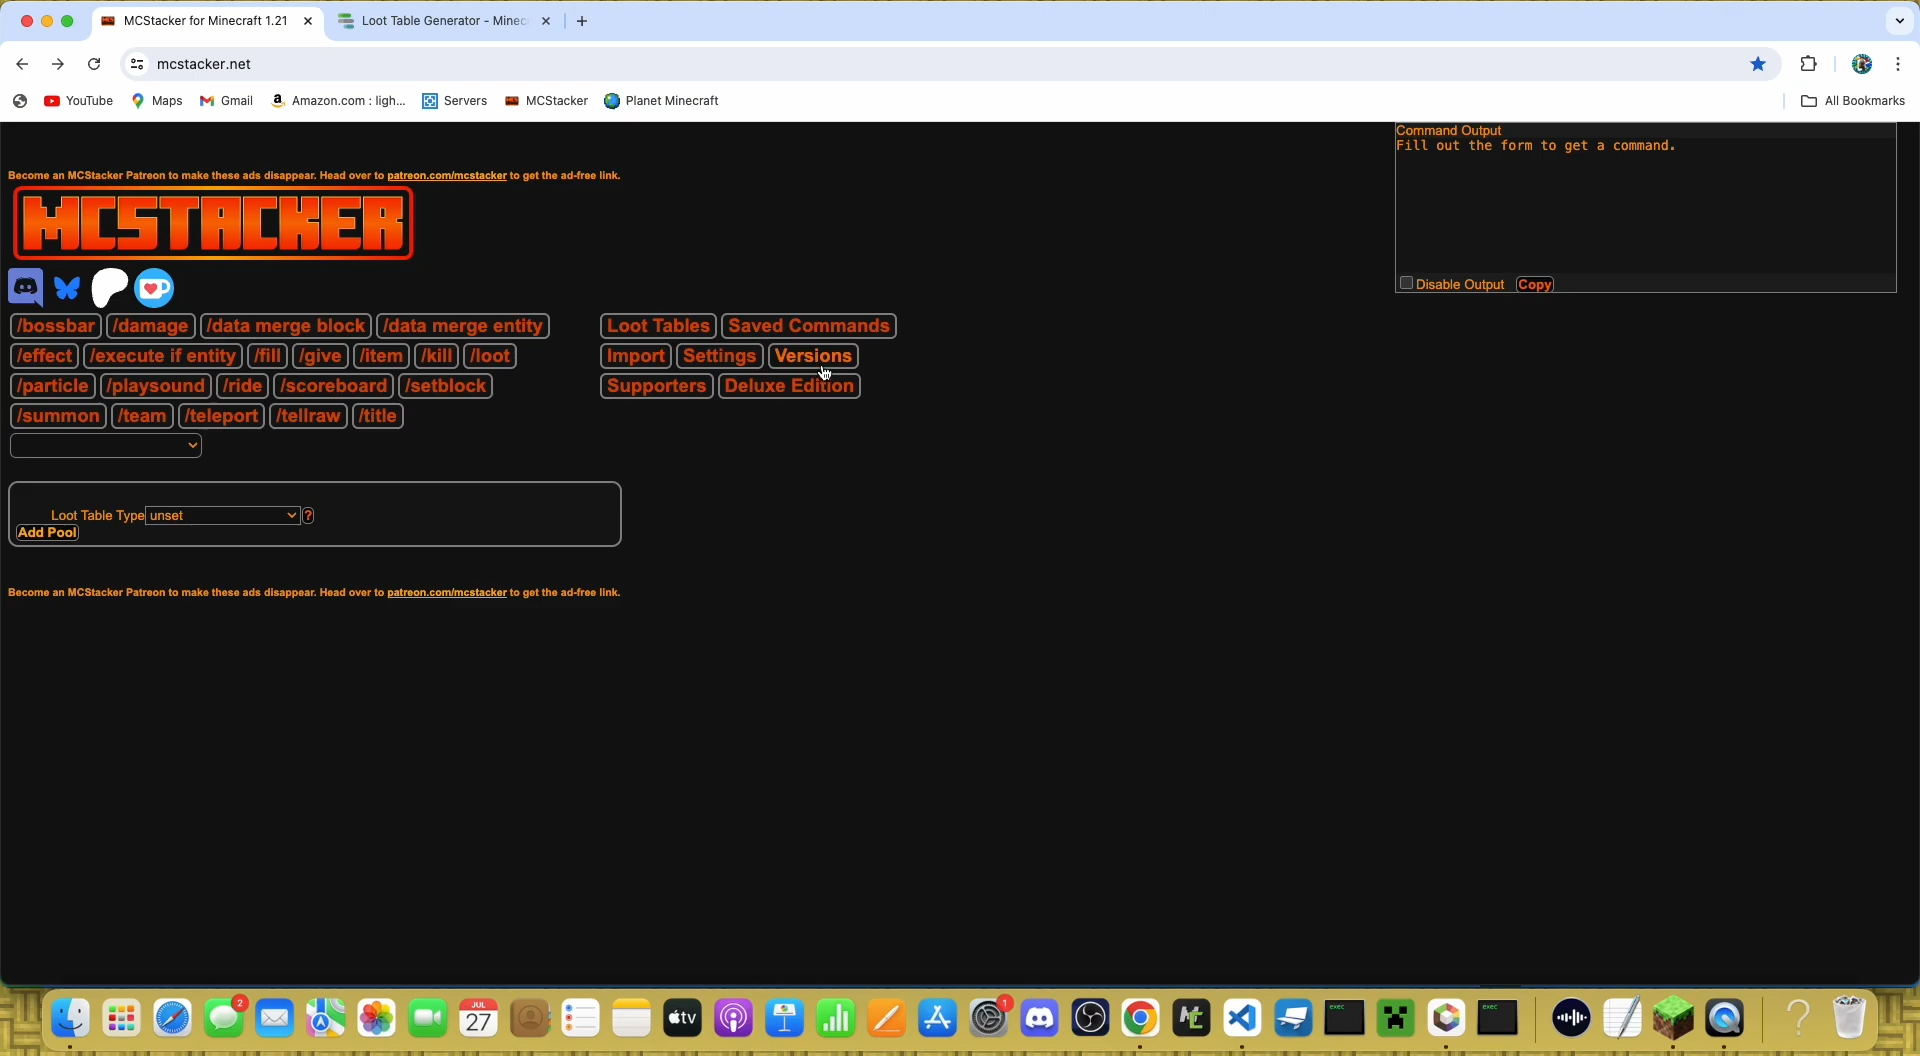 MCStacker for Minecraft 1.21
Loot Table Generator - Minec
mcstacker.net
YouTube
Maps
Gmail
Amazon.com : ligh...
Servers
MCStacker
Planet Minecraft
All Bookmarks
Command Output
Fill out the form to get a command.
Disable Output
Copy
Become an MCStacker Patreon to make these ads disappear. Head over to patreon.com/mcstacker to get the ad-free link.
MCSTACKER
/bossbar /damage /data merge block /data merge entity
/effect /execute if entity /fill /give /item /kill /loot
/particle /playsound /ride /scoreboard /setblock
/summon /team /teleport /tellraw /title
Loot Tables Saved Commands
Import Settings Versions
Supporters Deluxe Edition
Loot Table Type unset ?
Add Pool
Become an MCStacker Patreon to make these ads disappear. Head over to patreon.com/mcstacker to get the ad-free link.
2
JUL
27
tv
1
exec
exec
?